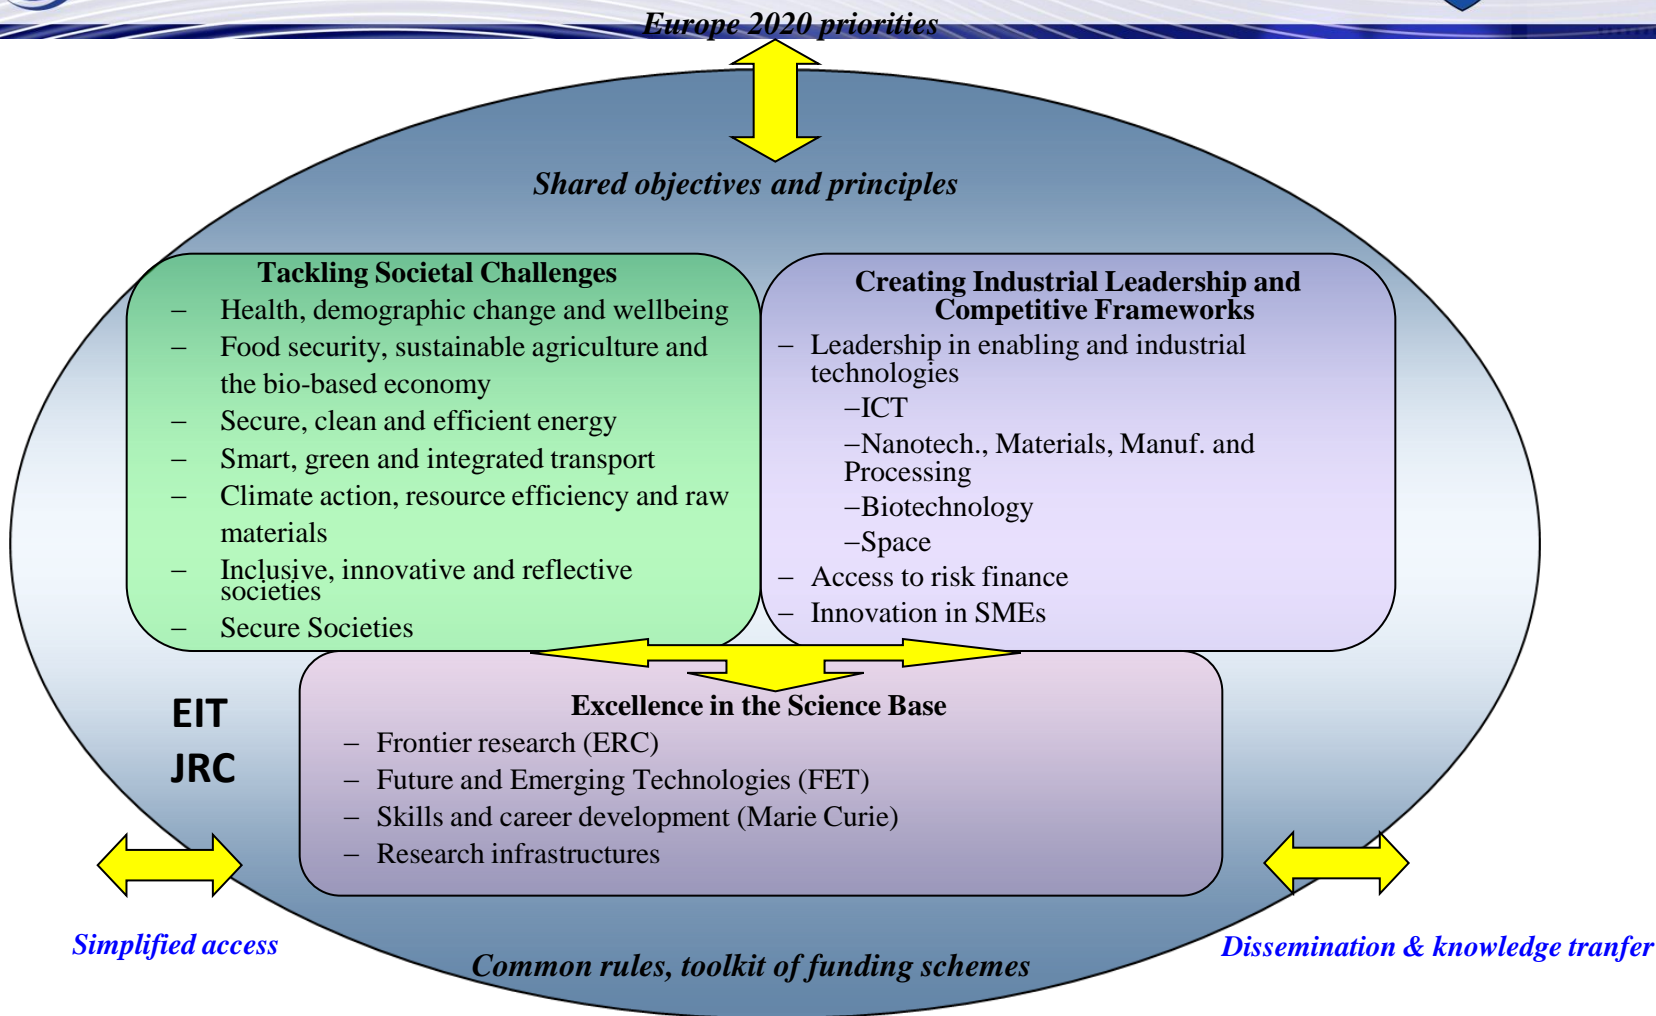 Europe 2020 priorities
Shared objectives and principles
Tackling Societal Challenges
– Health, demographic change and wellbeing
– Food security, sustainable agriculture and
the bio-based economy
– Secure, clean and efficient energy
– Smart, green and integrated transport
– Climate action, resource efficiency and raw
materials
– Inclusive, innovative and reflective
societies
– Secure Societies
Creating Industrial Leadership and
Competitive Frameworks
– Leadership in enabling and industrial
technologies
–ICT
–Nanotech., Materials, Manuf. and
Processing
–Biotechnology
–Space
– Access to risk finance
– Innovation in SMEs
Excellence in the Science Base
– Frontier research (ERC)
– Future and Emerging Technologies (FET)
– Skills and career development (Marie Curie)
– Research infrastructures
EIT
JRC
Simplified access
Dissemination & knowledge tranfer
Common rules, toolkit of funding schemes